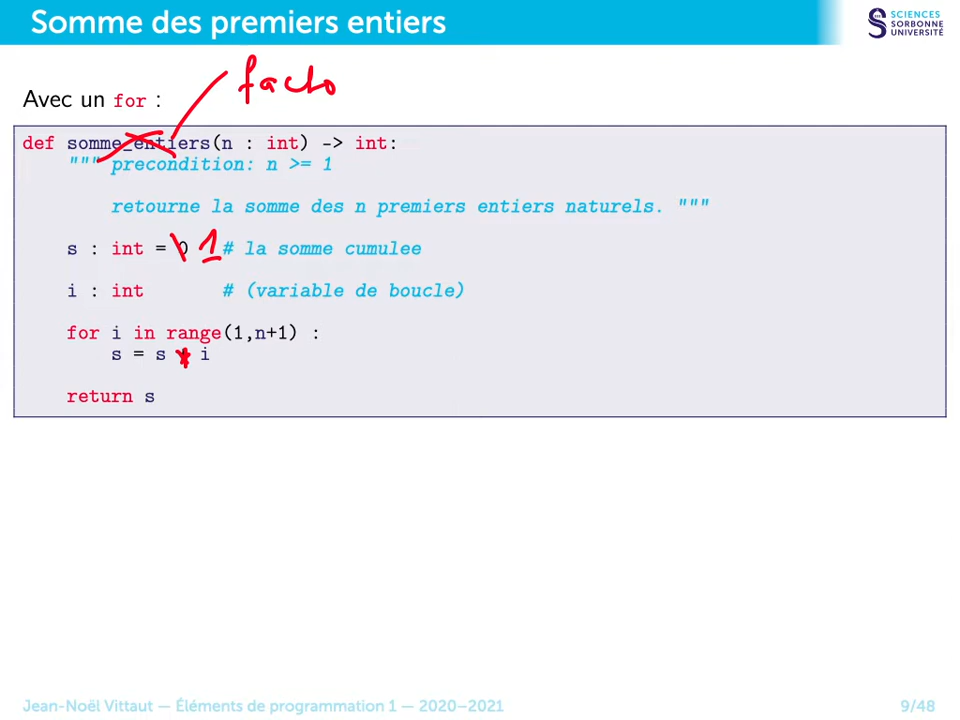 Somme des premiers entiers
SCIENCES
SORBONNE
UNIVERSITÉ
facto
Avec un for :
def somme_entiers(n : int) -> int:
""" precondition: n >= 1
retourne la somme des n premiers entiers naturels. """
s : int = 0 1 # la somme cumulee
i : int # (variable de boucle)
for i in range(1,n+1) :
s = s * i
return s
Jean-Noël Vittaut — Éléments de programmation 1 — 2020–2021
9/48